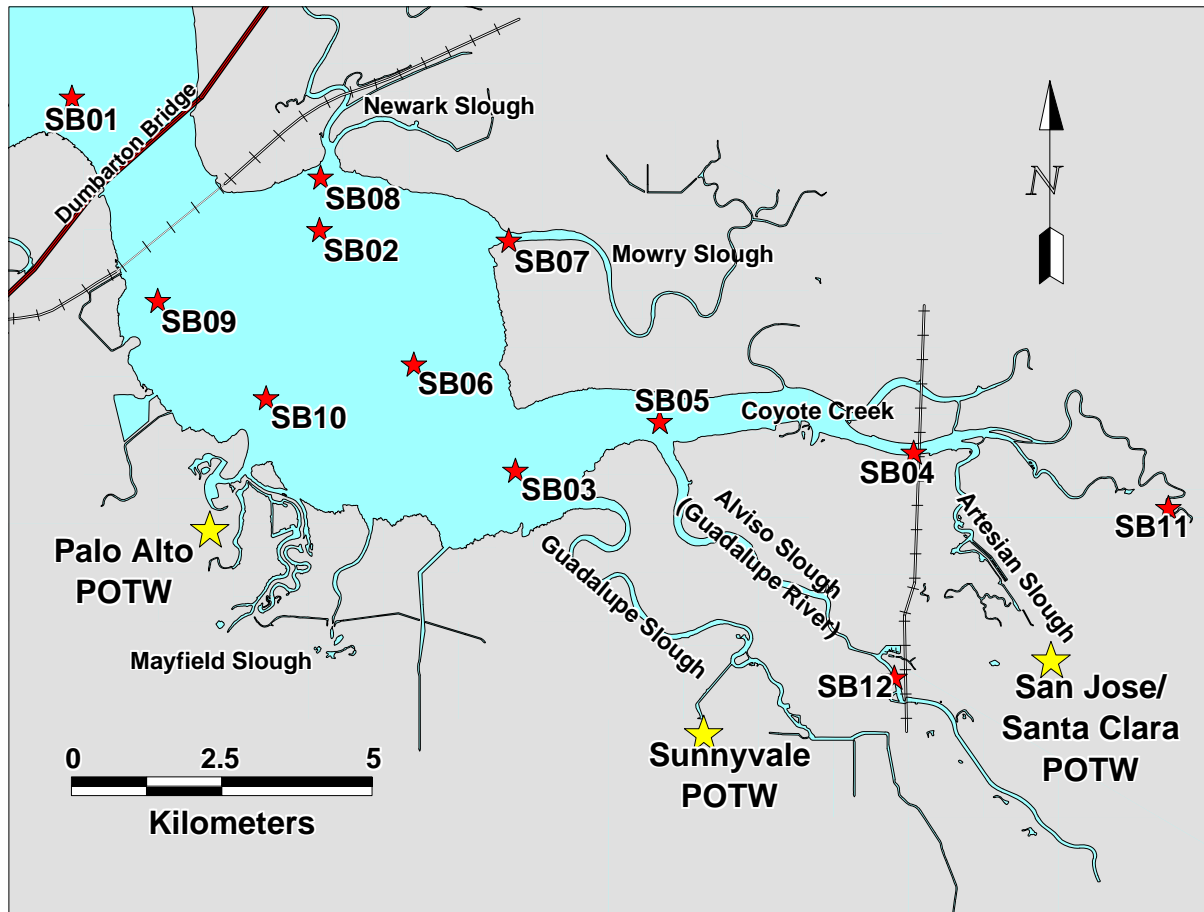 SB01
Dumbarton Bridge
Newark Slough
SB08
SB02
SB07
Mowry Slough
N
SB09
SB06
SB10
SB05
Coyote Creek
SB04
SB03
SB11
Palo Alto
POTW
Mayfield Slough
Guadalupe Slough
Alviso Slough
(Guadalupe River)
Artesian Slough
SB12
San Jose/
Santa Clara
POTW
Sunnyvale
POTW
0 2.5 5
Kilometers